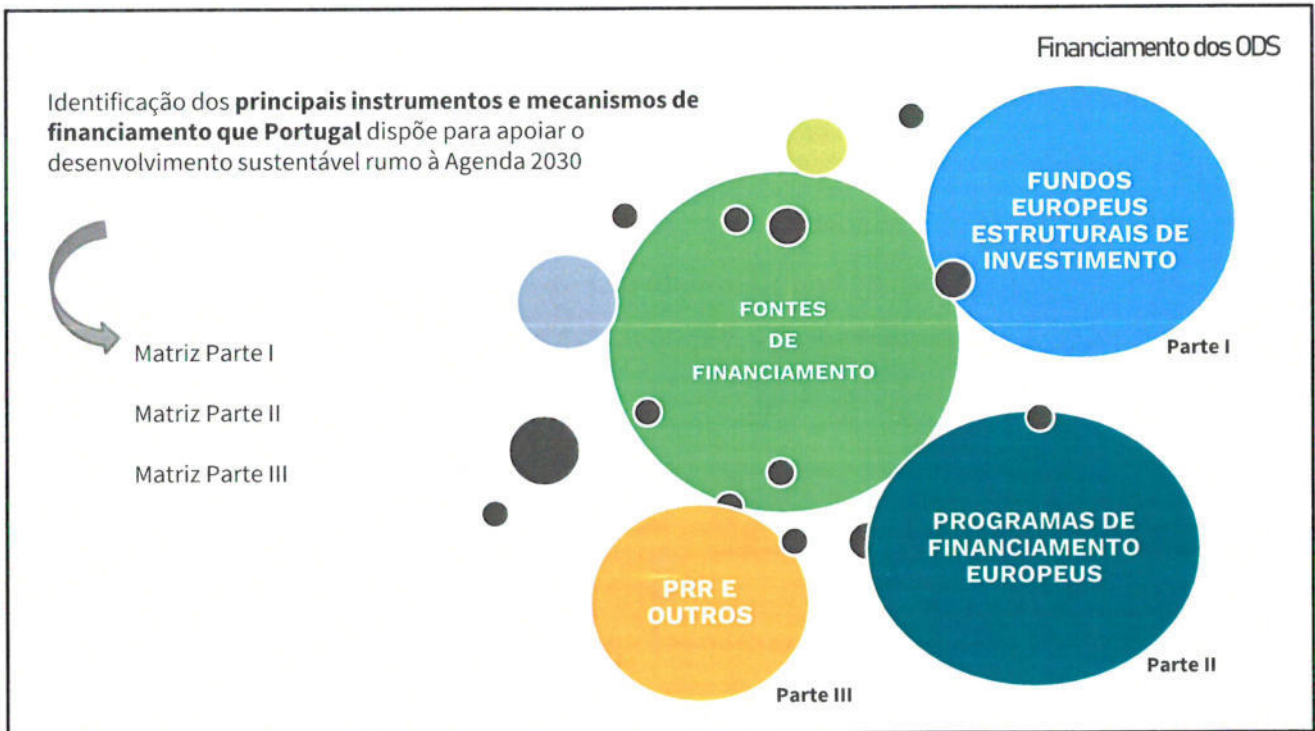 Financiamento dos ODS
Identificação dos principais instrumentos e mecanismos de
financiamento que Portugal dispõe para apoiar o
desenvolvimento sustentável rumo à Agenda 2030
Matriz Parte I
Matriz Parte II
Matriz Parte III
FONTES
DE
FINANCIAMENTO
FUNDOS
EUROPEUS
ESTRUTURAIS DE
INVESTIMENTO
Parte I
PROGRAMAS DE
FINANCIAMENTO
EUROPEUS
Parte II
PRR E
OUTROS
Parte III